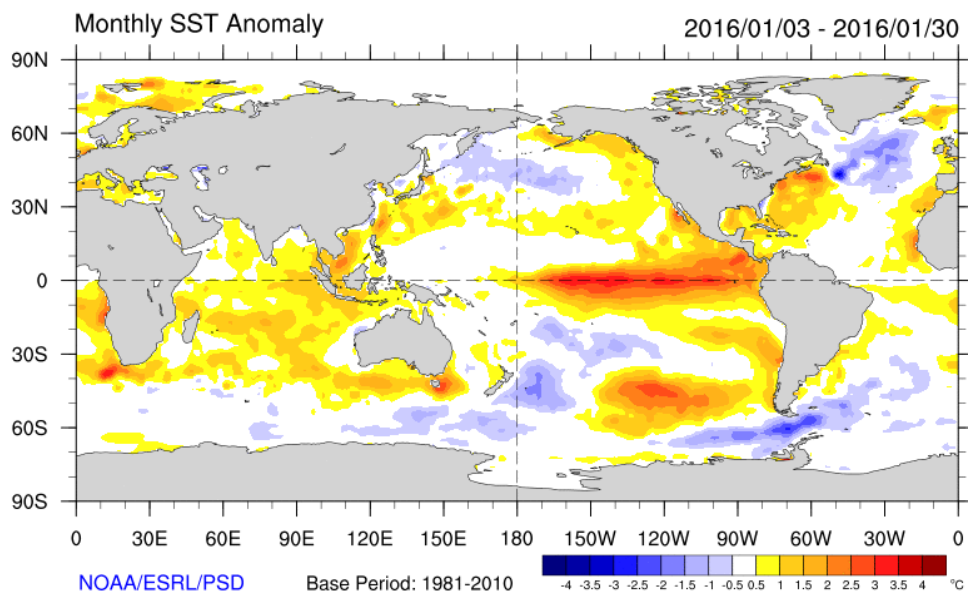 Monthly SST Anomaly 2016/01/03 - 2016/01/30
90N
60N
30N
0
30S
60S
90S
0 30E 60E 90E 120E 150E 180 150W 120W 90W 60W 30W 0
NOAA/ESRL/PSD Base Period: 1981-2010
-4 -3.5 -3 -2.5 -2 -1.5 -1 -0.5 0.5 1 1.5 2 2.5 3 3.5 4 °C